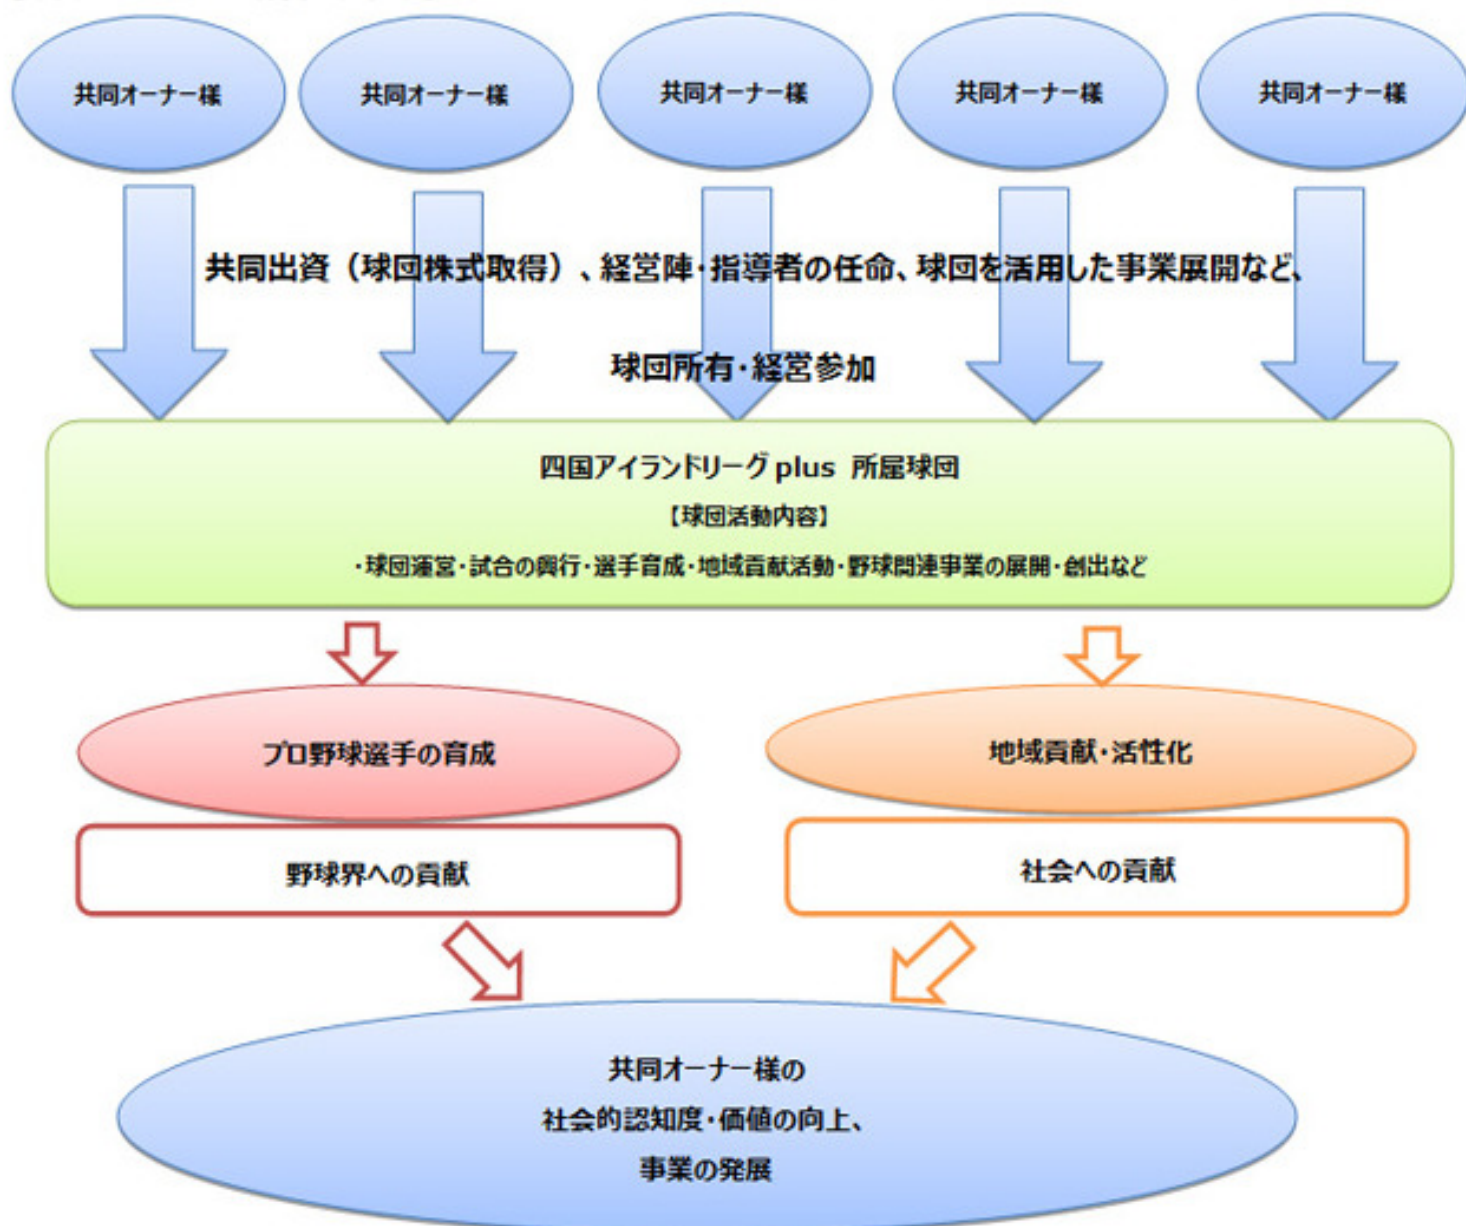 共同オーナー様
共同オーナー様
共同オーナー様
共同オーナー様
共同オーナー様
共同出資（球団株式取得）、経営陣・指導者の任命、球団を活用した事業展開など、
球団所有・経営参加
四国アイランドリーグplus 所属球団
【球団活動内容】
・球団運営・試合の興行・選手育成・地域貢献活動・野球関連事業の展開・創出など
プロ野球選手の育成
地域貢献・活性化
野球界への貢献
社会への貢献
共同オーナー様の
社会的認知度・価値の向上、
事業の発展